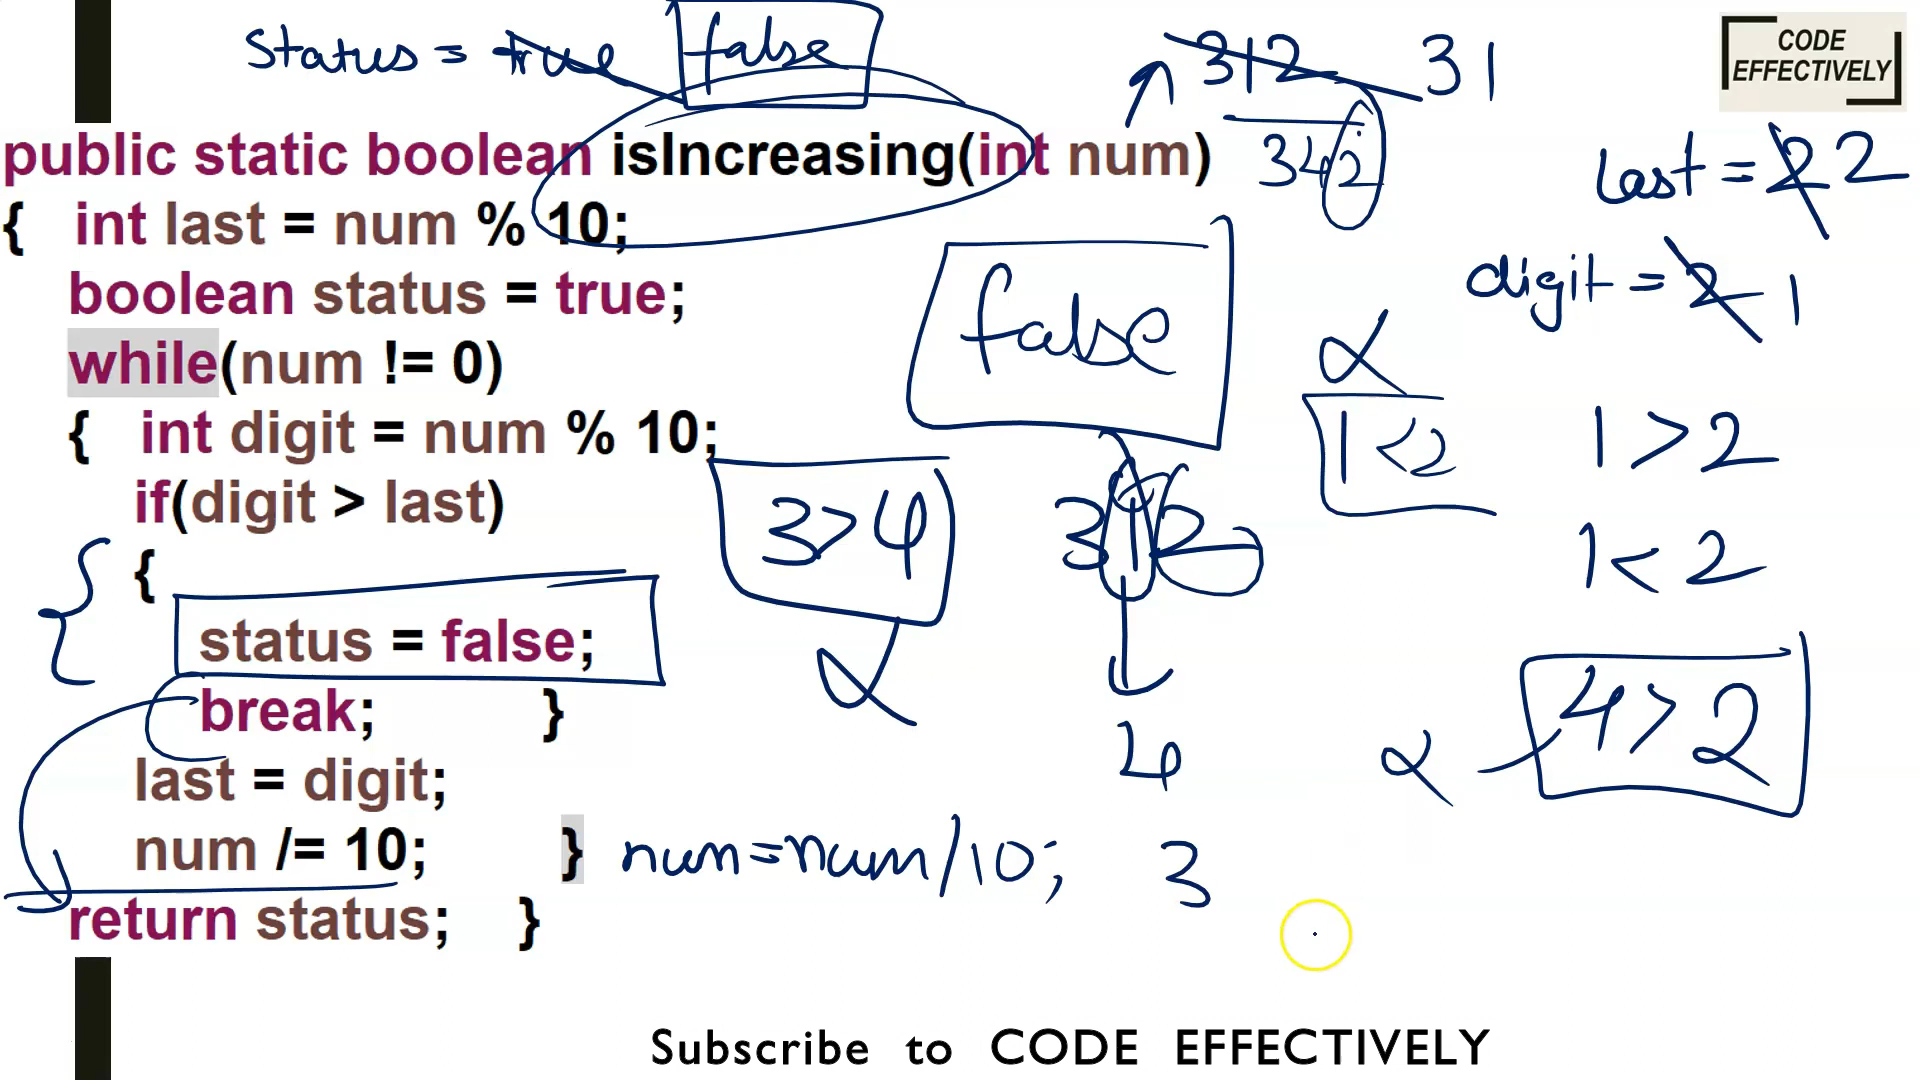 Status = true false
312 31
CODE
EFFECTIVELY
public static boolean isIncreasing(int num)
342
last = 2 2
{ int last = num % 10;
boolean status = true;
digit = 2 1
false
while(num != 0)
{ int digit = num % 10;
1 < 2
1 > 2
if(digit > last)
3 > 4
312
{
1 < 2
status = false;
break; }
4 > 2
4
last = digit;
num /= 10; } num = num/10; 3
return status; }
Subscribe to CODE EFFECTIVELY